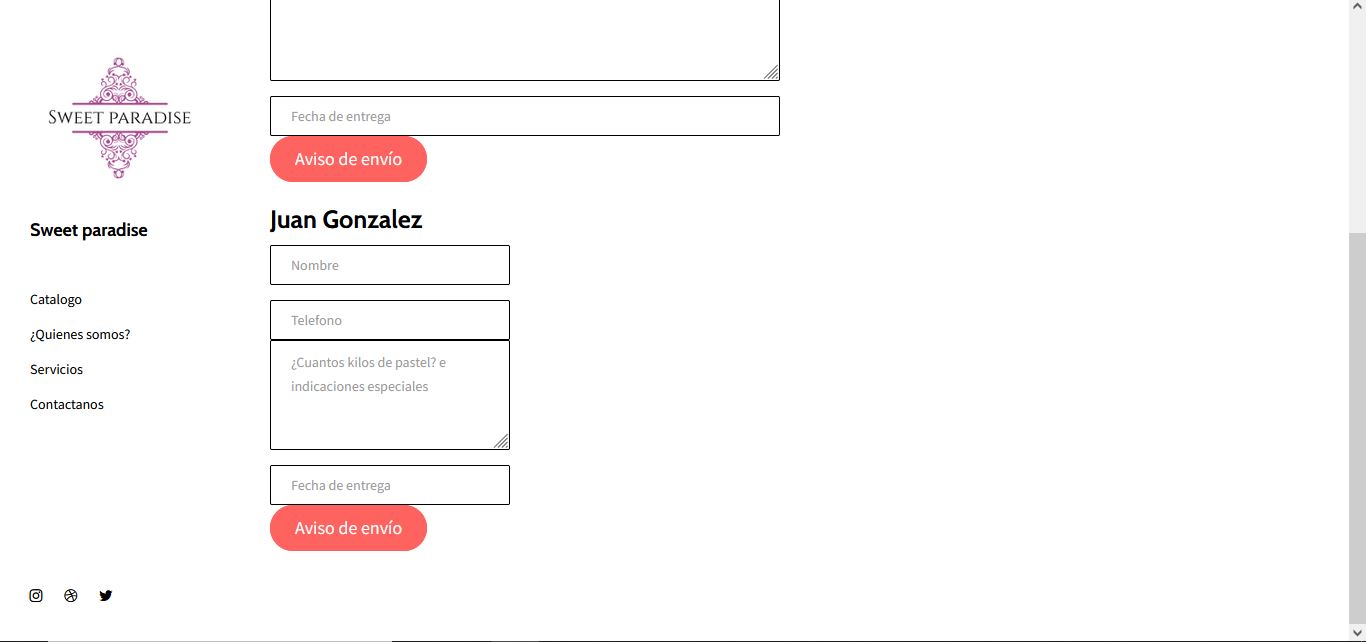 SWEET PARADISE
Sweet paradise
Catalogo
¿Quienes somos?
Servicios
Contactanos
Fecha de entrega
Aviso de envío
Juan Gonzalez
Nombre
Telefono
¿Cuantos kilos de pastel? e
indicaciones especiales
Fecha de entrega
Aviso de envío